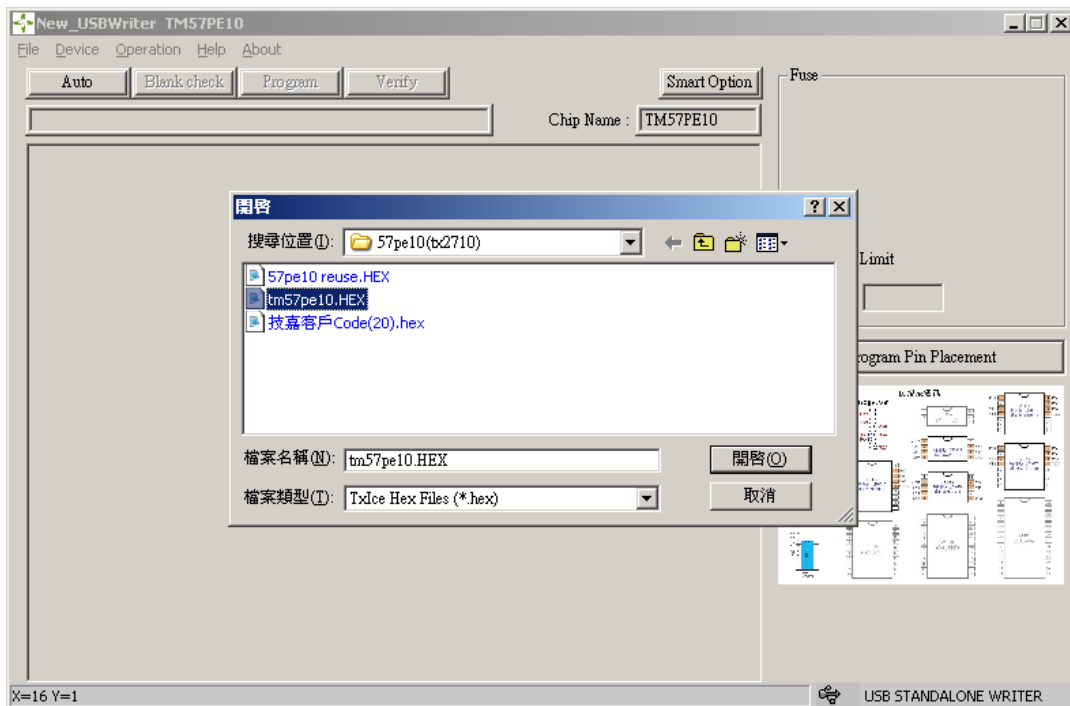 New_USBWriter TM57PE10
File Device Operation Help About
Auto Blank check Program Verify Smart Option
Chip Name : TM57PE10
Fuse
開啓
搜尋位置(I): 57pe10(tx2710)
57pe10 reuse.HEX
tm57pe10.HEX
技嘉客戶Code(20).hex
檔案名稱(N): tm57pe10.HEX 開啓(O)
檔案類型(T): TxIce Hex Files (*.hex) 取消
Limit
Pin Placement
X=16 Y=1 USB STANDALONE WRITER